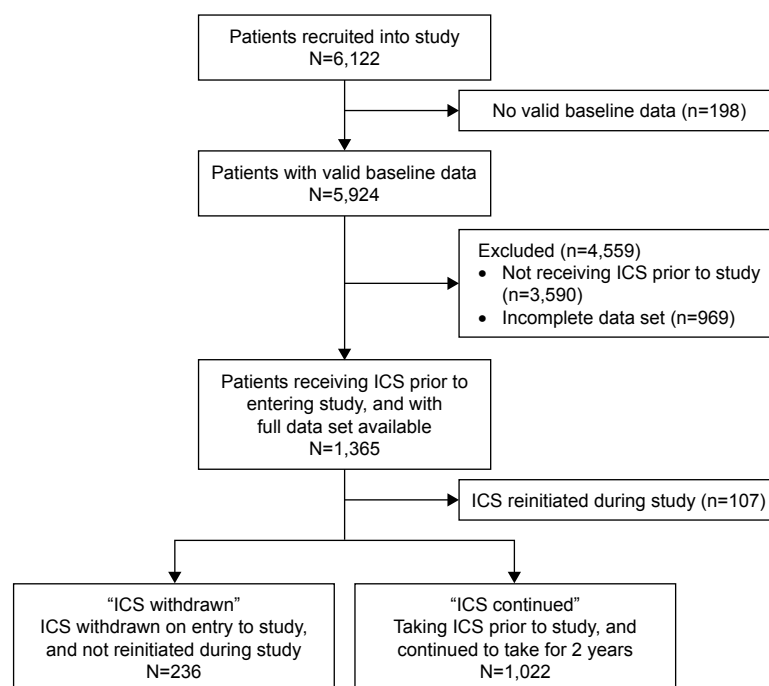 Patients recruited into study
N=6,122
No valid baseline data (n=198)
Patients with valid baseline data
N=5,924
Excluded (n=4,559)
• Not receiving ICS prior to study
(n=3,590)
• Incomplete data set (n=969)
Patients receiving ICS prior to
entering study, and with
full data set available
N=1,365
ICS reinitiated during study (n=107)
“ICS withdrawn”
ICS withdrawn on entry to study,
and not reinitiated during study
N=236
“ICS continued”
Taking ICS prior to study, and
continued to take for 2 years
N=1,022